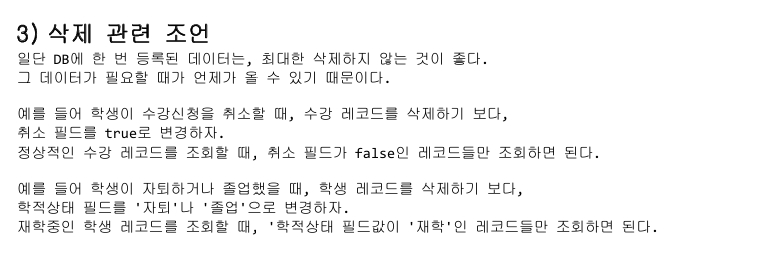 3) 삭제 관련 조언
일단 DB에 한 번 등록된 데이터는, 최대한 삭제하지 않는 것이 좋다.
그 데이터가 필요할 때가 언제가 올 수 있기 때문이다.
예를 들어 학생이 수강신청을 취소할 때, 수강 레코드를 삭제하기 보다,
취소 필드를 true로 변경하자.
정상적인 수강 레코드를 조회할 때, 취소 필드가 false인 레코드들만 조회하면 된다.
예를 들어 학생이 자퇴하거나 졸업했을 때, 학생 레코드를 삭제하기 보다,
학적상태 필드를 '자퇴'나 '졸업'으로 변경하자.
재학중인 학생 레코드를 조회할 때, '학적상태 필드값이 '재학'인 레코드들만 조회하면 된다.